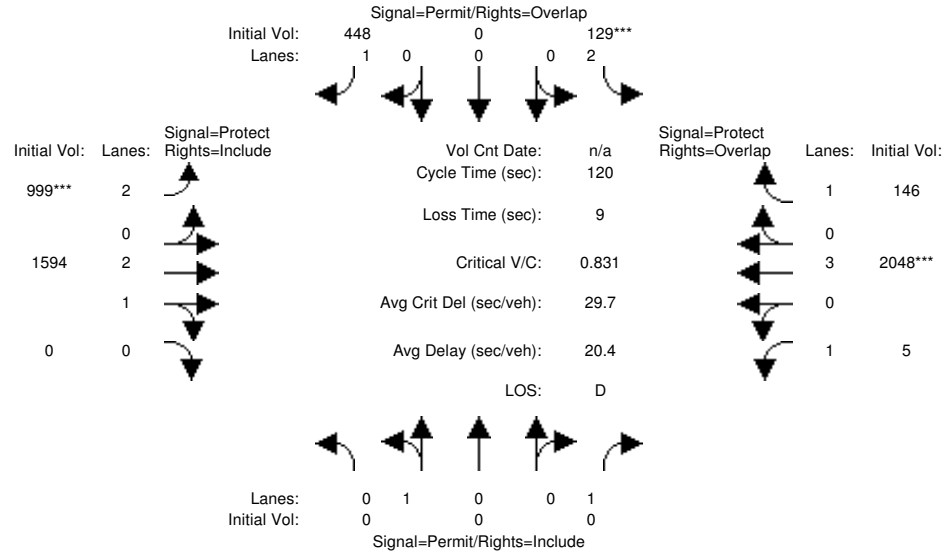 Signal=Permit/Rights=Overlap
Initial Vol: 448 0 129***
Lanes: 1 0 0 0 2
Signal=Protect
Rights=Include
Signal=Protect
Rights=Overlap
Initial Vol: Lanes: Vol Cnt Date: n/a Lanes: Initial Vol:
Cycle Time (sec): 120
999*** 2 1 146
Loss Time (sec): 9
0 0
1594 2 Critical V/C: 0.831 3 2048***
1 Avg Crit Del (sec/veh): 29.7 0
0 0 Avg Delay (sec/veh): 20.4 1 5
LOS: D
Lanes: 0 1 0 0 1
Initial Vol: 0 0 0
Signal=Permit/Rights=Include